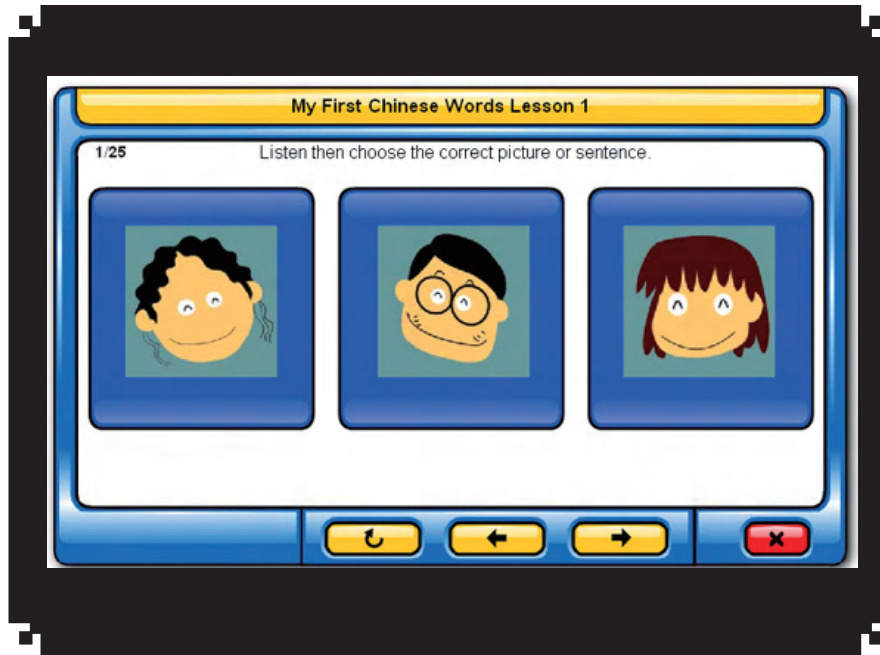 My First Chinese Words Lesson 1
1/25 Listen then choose the correct picture or sentence.